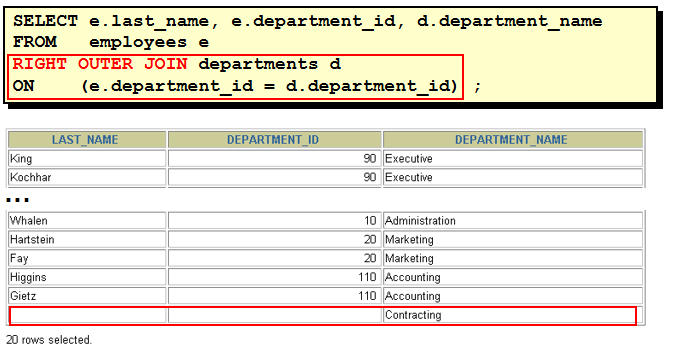 SELECT e.last_name, e.department_id, d.department_name
FROM employees e
RIGHT OUTER JOIN departments d
ON (e.department_id = d.department_id) ;
LAST_NAME DEPARTMENT_ID DEPARTMENT_NAME
King 90 Executive
Kochhar 90 Executive
...
Whalen 10 Administration
Hartstein 20 Marketing
Fay 20 Marketing
Higgins 110 Accounting
Gietz 110 Accounting
Contracting
20 rows selected.